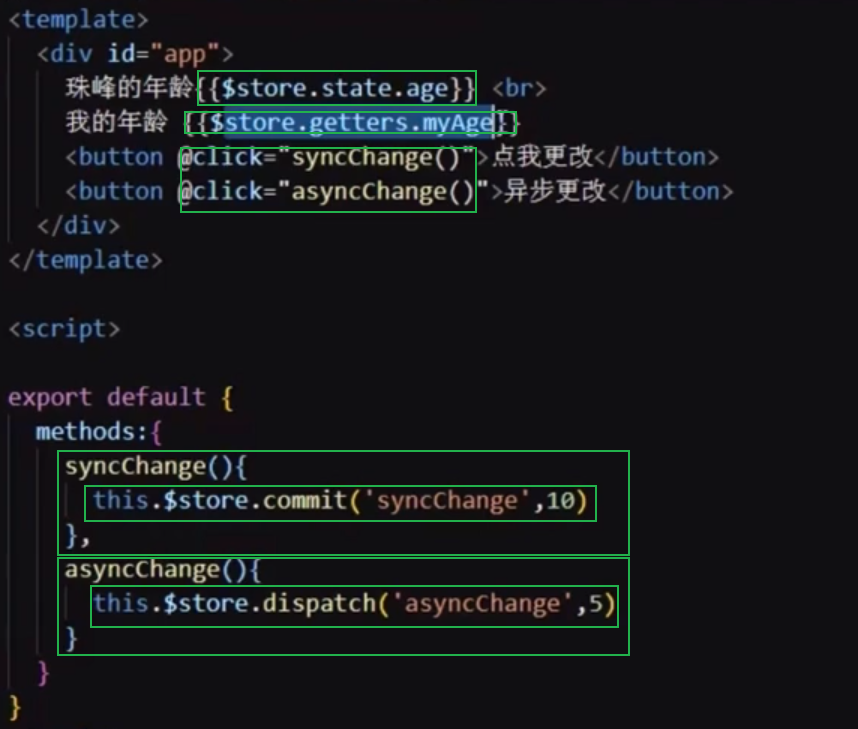 <template>
<div id="app">
珠峰的年龄{{$store.state.age}} <br>
我的年龄 {{$store.getters.myAge}}
<button @click="syncChange()">点我更改</button>
<button @click="asyncChange()">异步更改</button>
</div>
</template>
<script>
export default {
methods:{
syncChange(){
this.$store.commit('syncChange',10)
},
asyncChange(){
this.$store.dispatch('asyncChange',5)
}
}
}